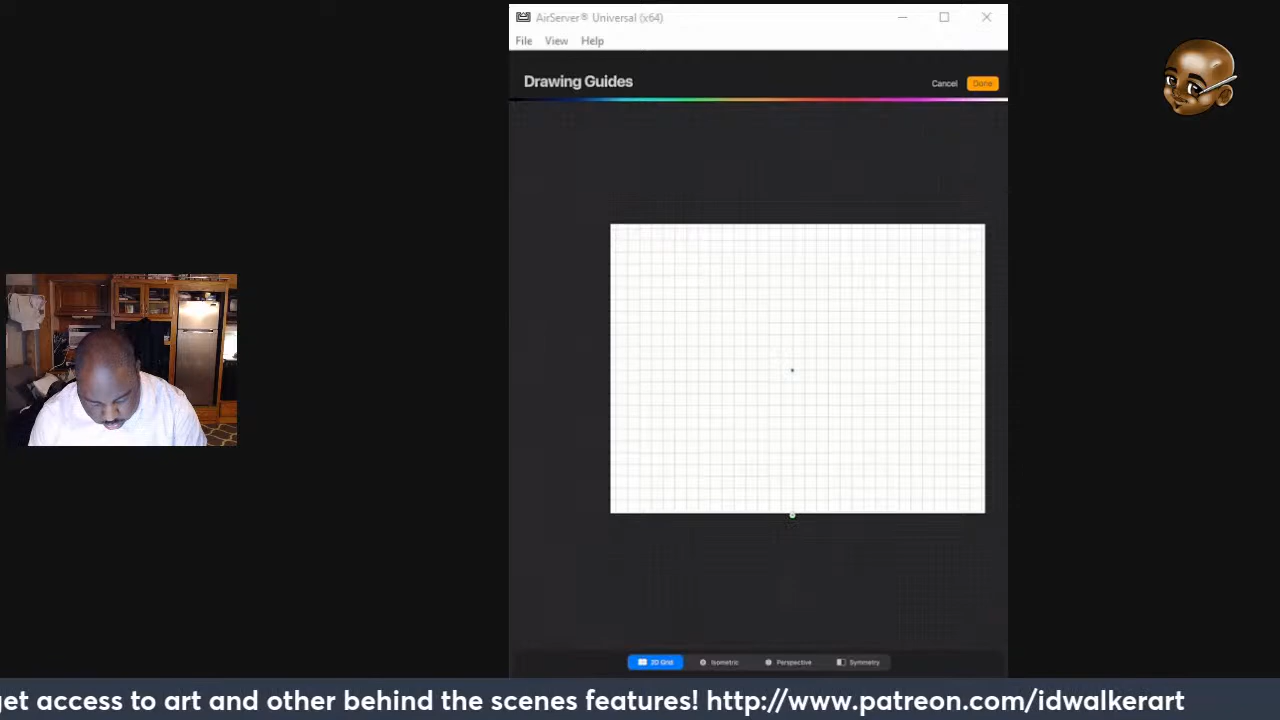 AirServer® Universal (x64)
File View Help
Drawing Guides
Cancel Done
2D Grid Isometric Perspective Symmetry
get access to art and other behind the scenes features! http://www.patreon.com/idwalkerart